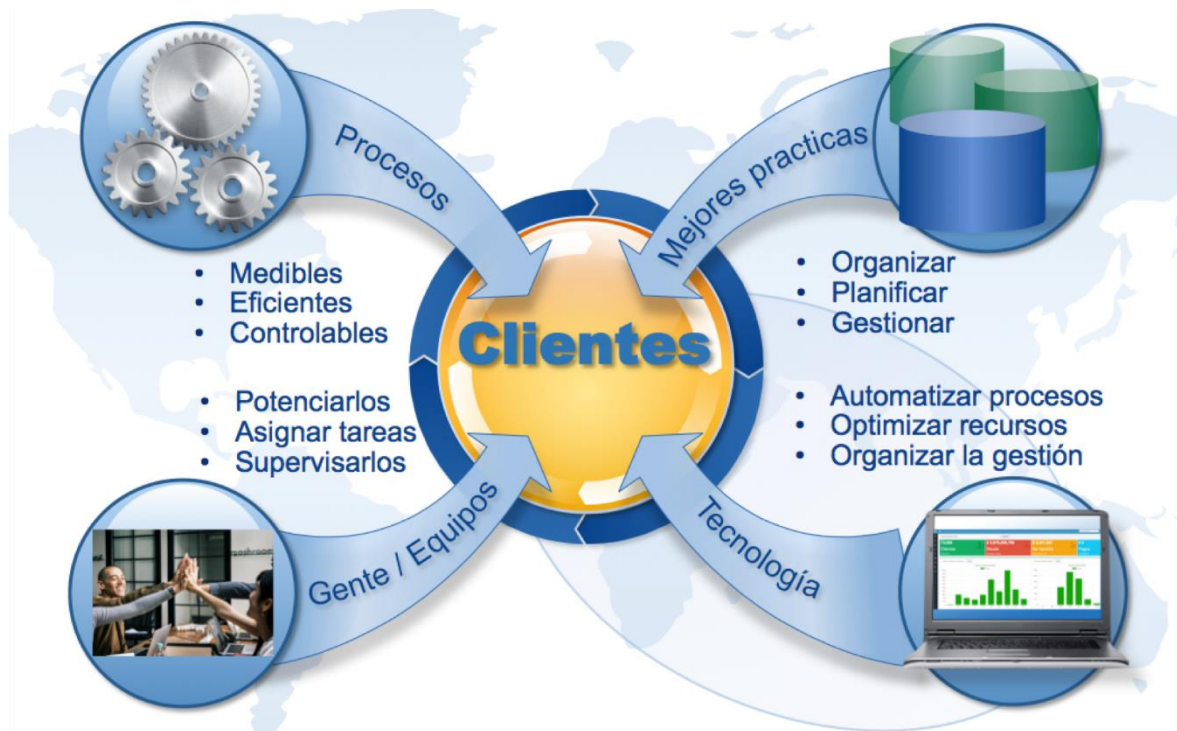 Procesos
Mejores practicas
• Medibles
• Eficientes
• Controlables
• Organizar
• Planificar
• Gestionar
Clientes
• Potenciarlos
• Asignar tareas
• Supervisarlos
• Automatizar procesos
• Optimizar recursos
• Organizar la gestión
Gente / Equipos
Tecnología